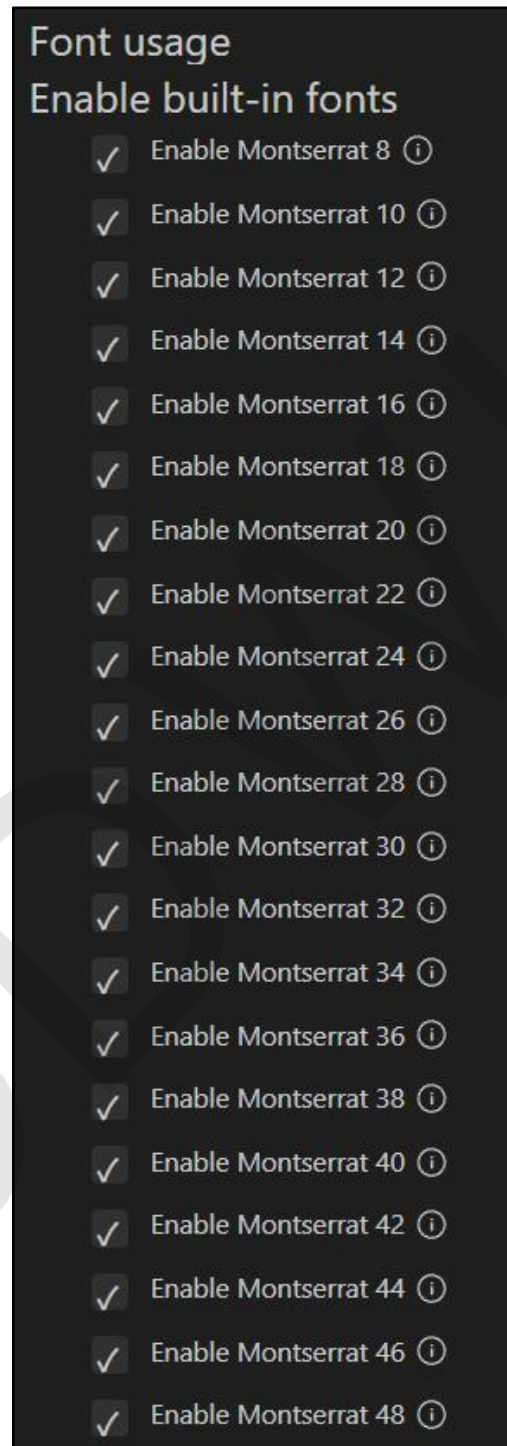 Font usage
Enable built-in fonts
Enable Montserrat 8
Enable Montserrat 10
Enable Montserrat 12
Enable Montserrat 14
Enable Montserrat 16
Enable Montserrat 18
Enable Montserrat 20
Enable Montserrat 22
Enable Montserrat 24
Enable Montserrat 26
Enable Montserrat 28
Enable Montserrat 30
Enable Montserrat 32
Enable Montserrat 34
Enable Montserrat 36
Enable Montserrat 38
Enable Montserrat 40
Enable Montserrat 42
Enable Montserrat 44
Enable Montserrat 46
Enable Montserrat 48